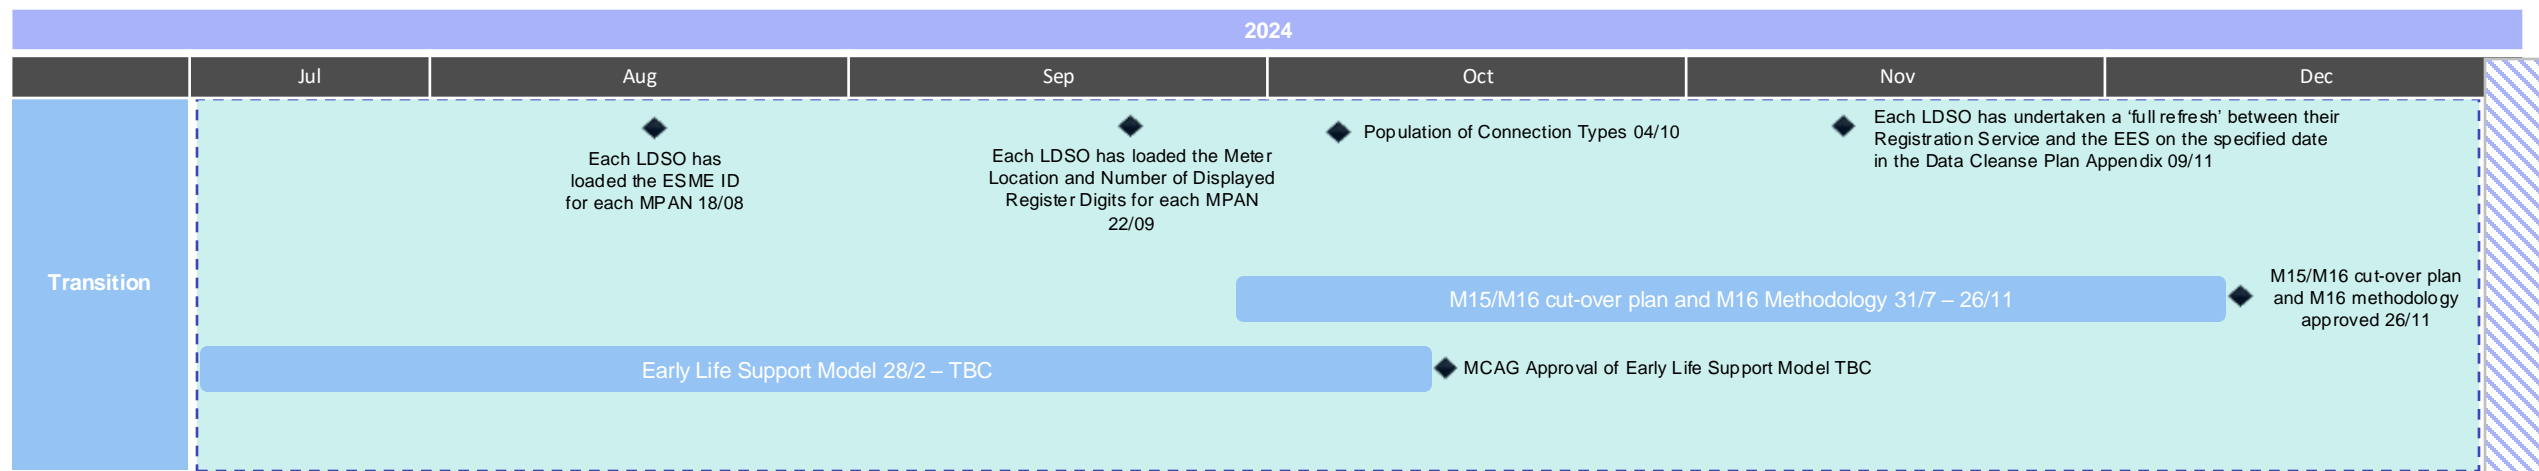 2024
Jul
Aug
Sep
Oct
Nov
Dec
Transition
Each LDSO has
loaded the ESME ID
for each MPAN 18/08
Each LDSO has loaded the Meter
Location and Number of Displayed
Register Digits for each MPAN
22/09
Population of Connection Types 04/10
Each LDSO has undertaken a ‘full refresh’ between their
Registration Service and the EES on the specified date
in the Data Cleanse Plan Appendix 09/11
M15/M16 cut-over plan and M16 Methodology 31/7 – 26/11
M15/M16 cut-over plan
and M16 methodology
approved 26/11
Early Life Support Model 28/2 – TBC
MCAG Approval of Early Life Support Model TBC